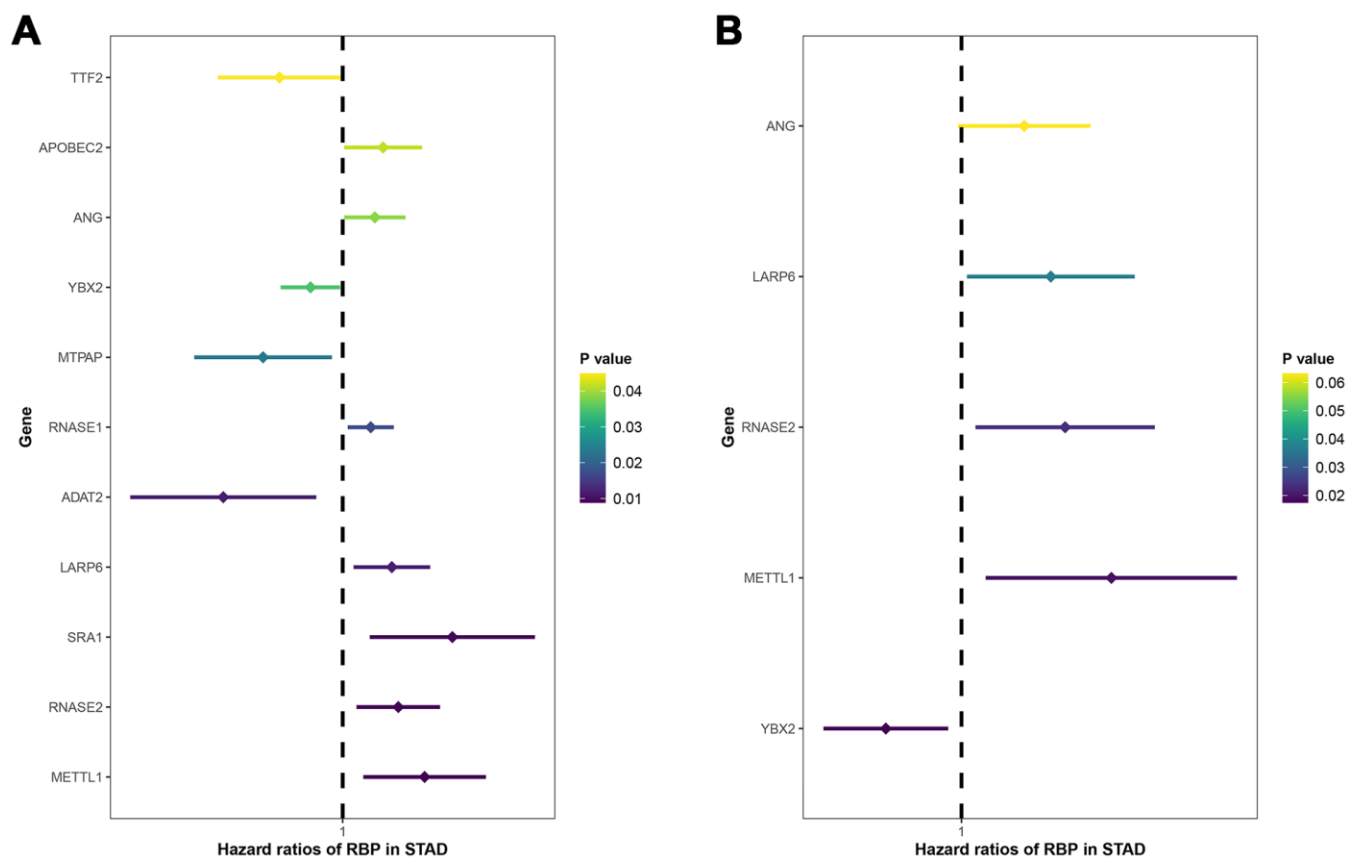 A
TTF2
APOBEC2
ANG
YBX2
MTPAP
RNASE1
ADAT2
LARP6
SRA1
RNASE2
METTL1
Gene
1
Hazard ratios of RBP in STAD
P value
0.04
0.03
0.02
0.01
B
ANG
LARP6
RNASE2
METTL1
YBX2
Gene
1
Hazard ratios of RBP in STAD
P value
0.06
0.05
0.04
0.03
0.02